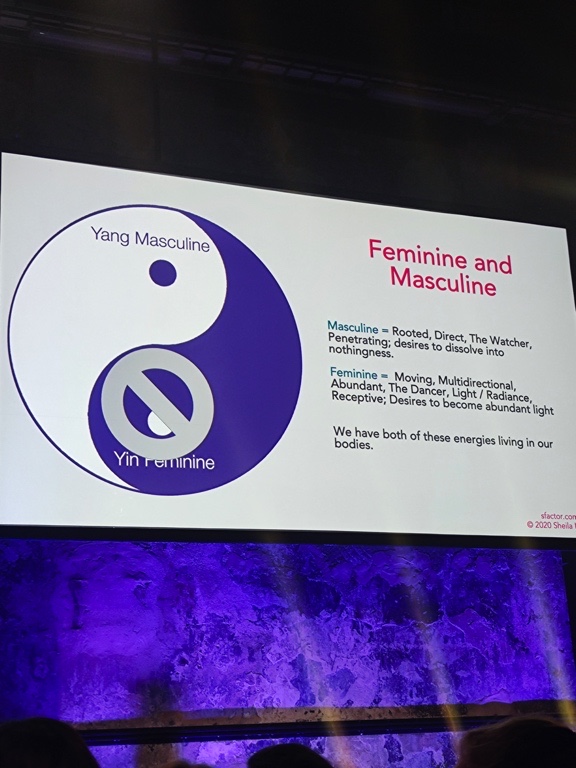 Yang Masculine
Yin Feminine
Feminine and
Masculine
Masculine = Rooted, Direct, The Watcher,
Penetrating; desires to dissolve into
nothingness.
Feminine = Moving, Multidirectional,
Abundant, The Dancer, Light / Radiance,
Receptive; Desires to become abundant light
We have both of these energies living in our
bodies.
sfactor.com
© 2020 Sheila